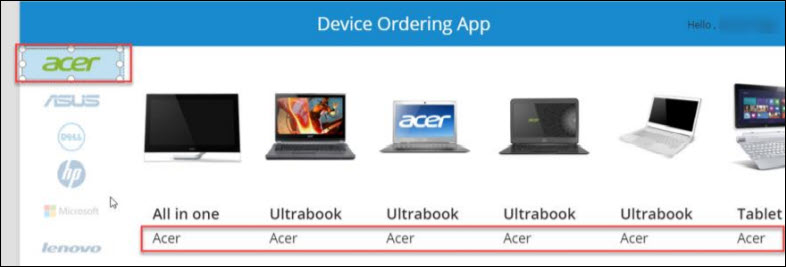 Device Ordering App
Hello ,
acer
ASUS
DELL
hp
Microsoft
lenovo
acer
All in one Ultrabook Ultrabook Ultrabook Ultrabook Tablet
Acer Acer Acer Acer Acer Acer